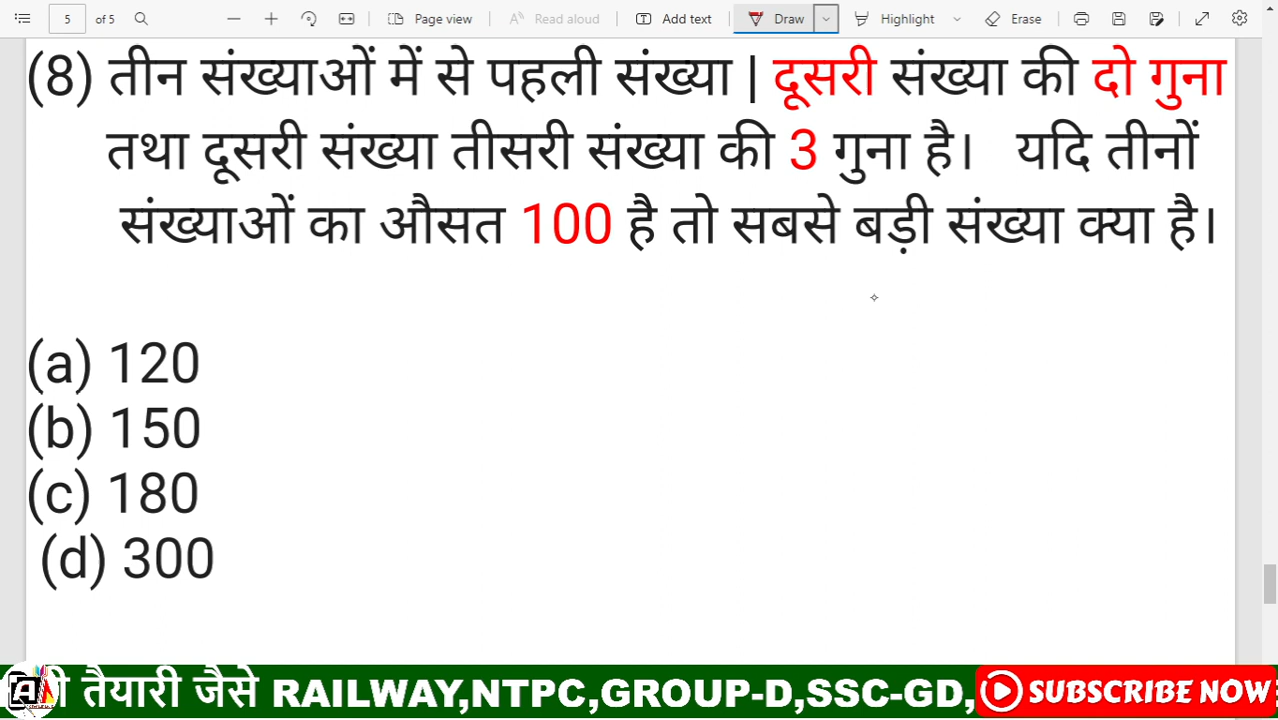 5 of 5 Page view Read aloud Add text Draw Highlight Erase
(8) तीन संख्याओं में से पहली संख्या | दूसरी संख्या की दो गुना
तथा दूसरी संख्या तीसरी संख्या की 3 गुना है। यदि तीनों
संख्याओं का औसत 100 है तो सबसे बड़ी संख्या क्या है।
(a) 120
(b) 150
(c) 180
(d) 300
तैयारी जैसे RAILWAY,NTPC,GROUP-D,SSC-GD, SUBSCRIBE NOW